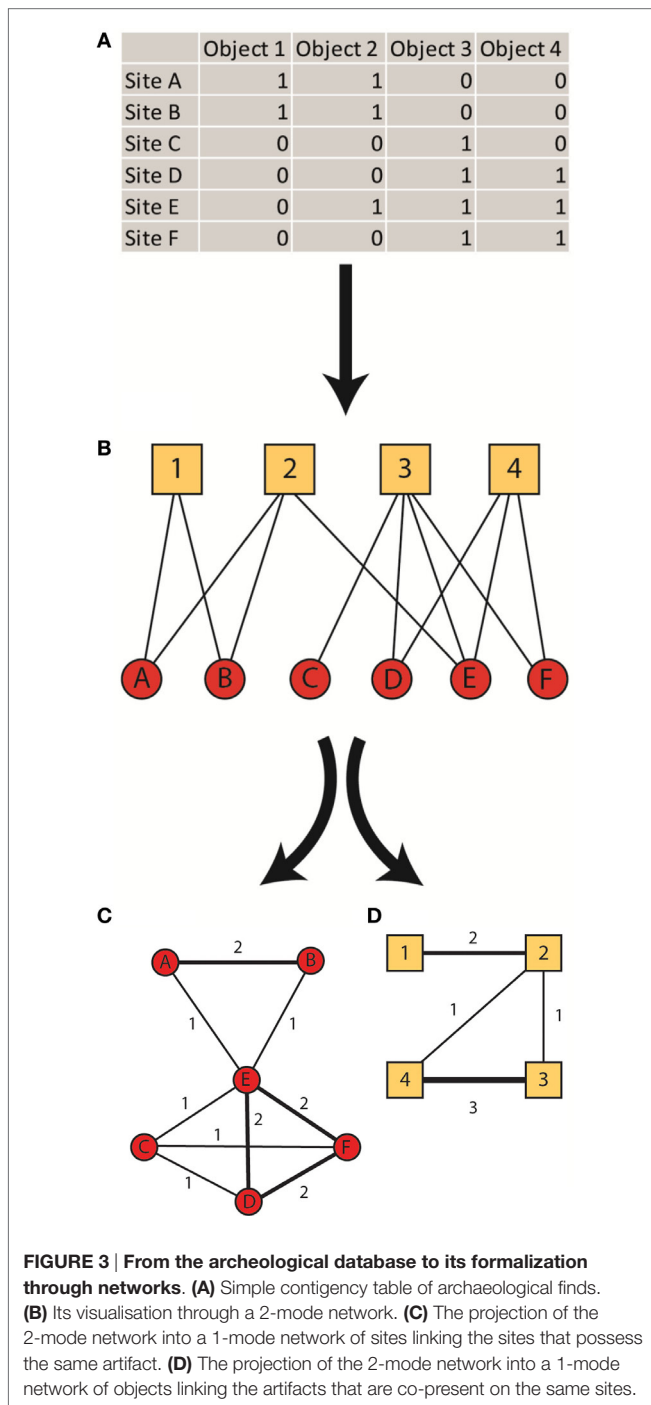 A
Object 1 Object 2 Object 3 Object 4
Site A 1 1 0 0
Site B 1 1 0 0
Site C 0 0 1 0
Site D 0 0 1 1
Site E 0 1 1 1
Site F 0 0 1 1
B
1 2 3 4
A B C D E F
C
A 2 B
1 1
E
1 2 2
C 1 F
1 2
D
D
1 2 2
1 1
4 3
3
FIGURE 3 | From the archeological database to its formalization
through networks. (A) Simple contigency table of archaeological finds.
(B) Its visualisation through a 2-mode network. (C) The projection of the
2-mode network into a 1-mode network of sites linking the sites that possess
the same artifact. (D) The projection of the 2-mode network into a 1-mode
network of objects linking the artifacts that are co-present on the same sites.